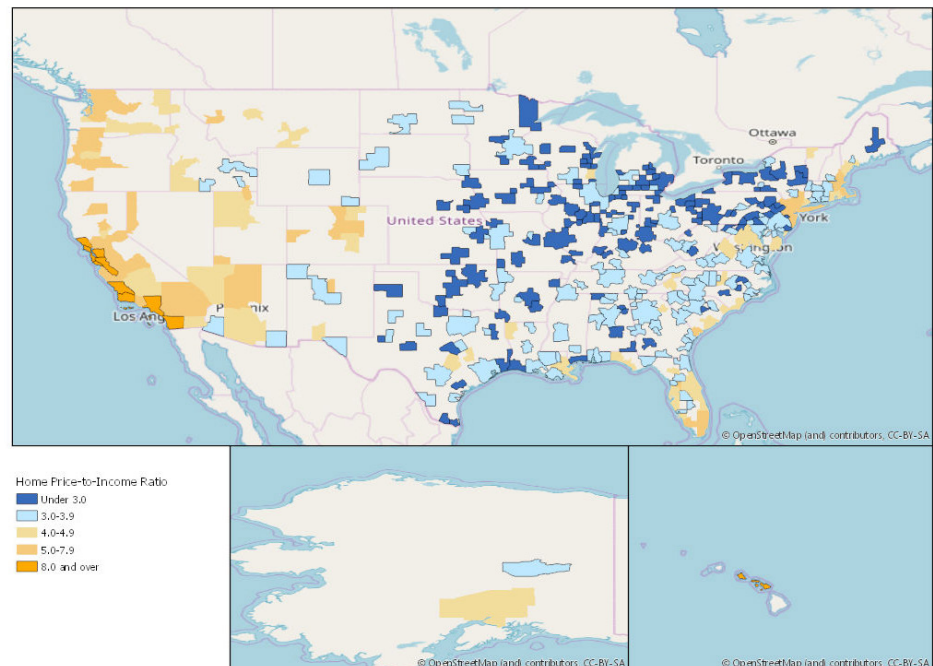 Ottawa
Toronto
United States
York
Washington
Los Ang
P
nix
© OpenStreetMap (and) contributors, CC-BY-SA
Home Price-to-Income Ratio
Under 3.0
3.0-3.9
4.0-4.9
5.0-7.9
8.0 and over
© OpenStreetMap (and) contributors, CC-BY-SA
© OpenStreetMap (and) contributors, CC-BY-SA